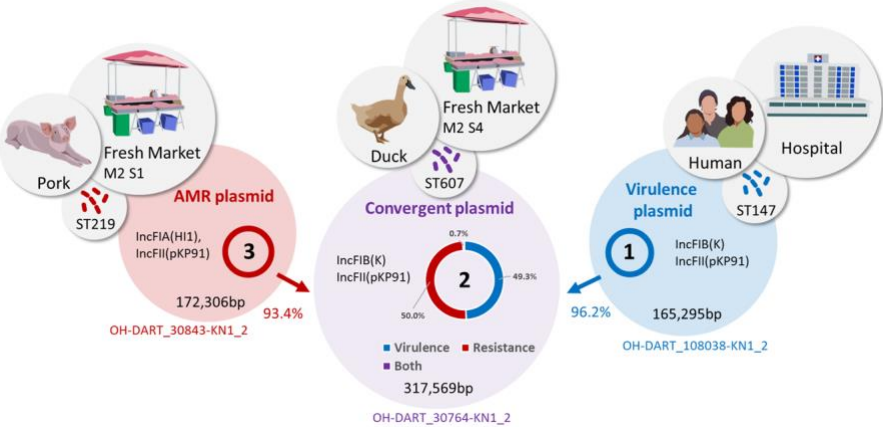 Pork
Fresh Market
M2 S1
ST219
AMR plasmid
IncFIA(HI1),
IncFII(pKP91)
3
172,306bp
OH-DART_30843-KN1_2
93.4%
Duck
Fresh Market
M2 S4
ST607
Convergent plasmid
IncFIB(K)
IncFII(pKP91)
0.7%
2
49.3%
50.0%
Virulence
Resistance
Both
317,569bp
OH-DART_30764-KN1_2
Human
Hospital
ST147
Virulence
plasmid
1
IncFIB(K)
IncFII(pKP91)
96.2%
165,295bp
OH-DART_108038-KN1_2